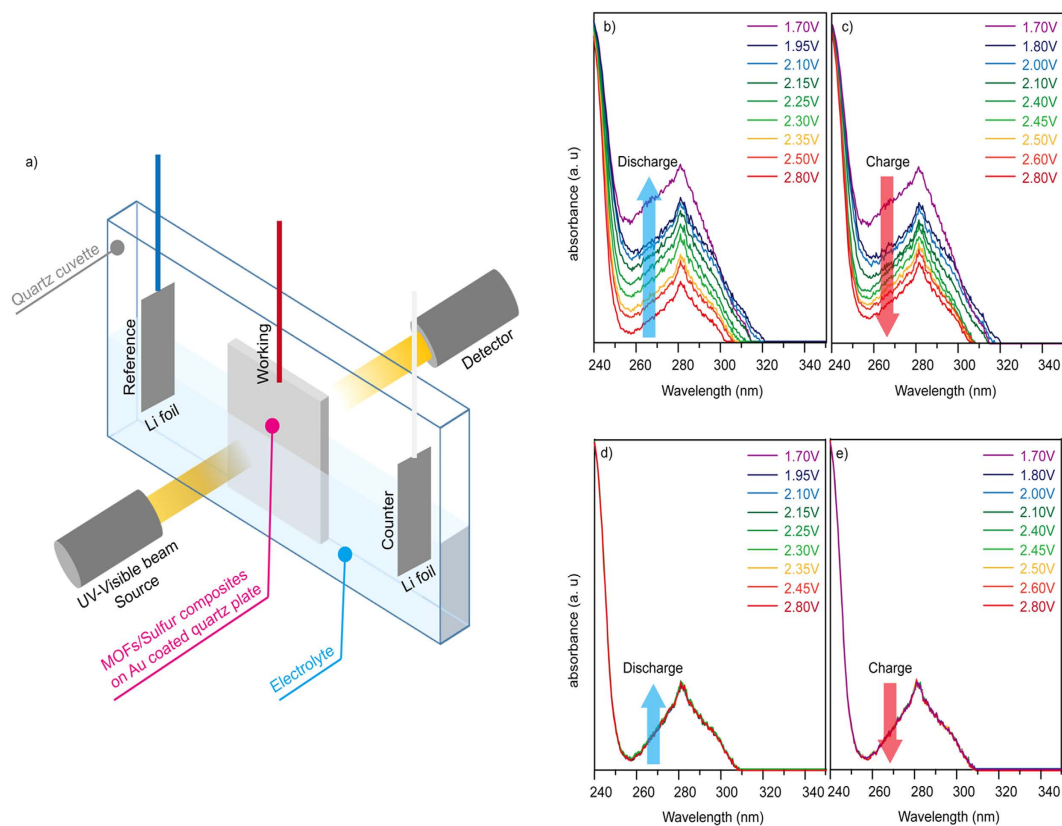 a)
Quartz cuvette
Reference
Li foil
Working
Detector
Counter
Li foil
UV-Visible beam
Source
MOFs/Sulfur composites
on Au coated quartz plate
Electrolyte
b)
1.70V
1.95V
2.10V
2.15V
2.25V
2.30V
2.35V
2.50V
2.80V
Discharge
absorbance (a. u)
240 260 280 300 320 340
Wavelength (nm)
c)
1.70V
1.80V
2.00V
2.10V
2.40V
2.45V
2.50V
2.60V
2.80V
Charge
240 260 280 300 320 340
Wavelength (nm)
d)
1.70V
1.95V
2.10V
2.15V
2.25V
2.30V
2.35V
2.45V
2.80V
Discharge
absorbance (a. u)
240 260 280 300 320 340
Wavelength (nm)
e)
1.70V
1.80V
2.00V
2.10V
2.40V
2.45V
2.50V
2.60V
2.80V
Charge
240 260 280 300 320 340
Wavelength (nm)